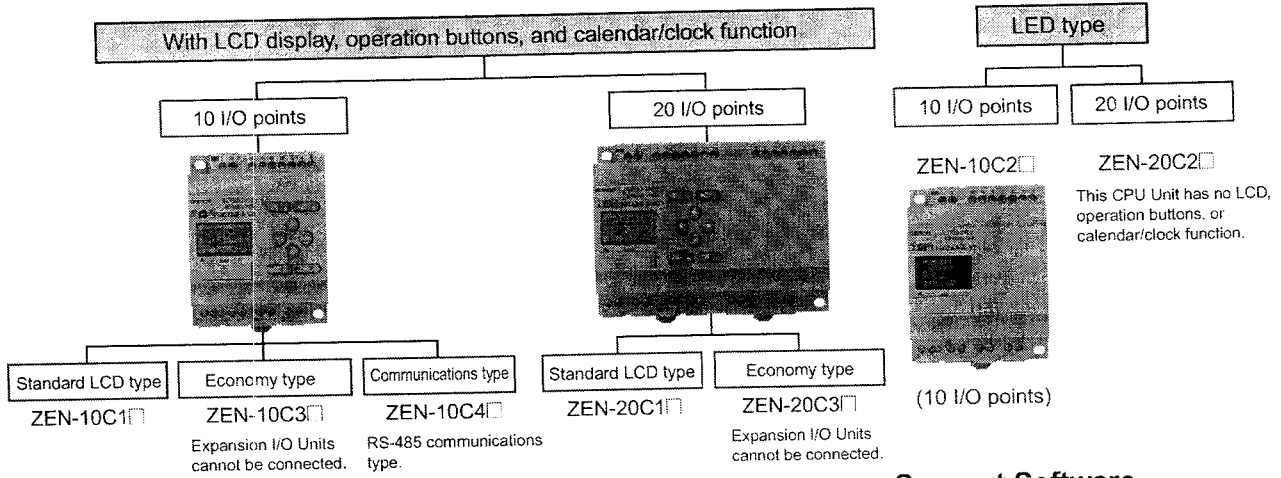 With LCD display, operation buttons, and calendar/clock function
LED type
10 I/O points
20 I/O points
10 I/O points
20 I/O points
ZEN-10C2□
ZEN-20C2□
This CPU Unit has no LCD,
operation buttons, or
calendar/clock function.
Standard LCD type
Economy type
Communications type
Standard LCD type
Economy type
(10 I/O points)
ZEN-10C1□
ZEN-10C3□
ZEN-10C4□
ZEN-20C1□
ZEN-20C3□
Expansion I/O Units
cannot be connected.
RS-485 communications
type.
Expansion I/O Units
cannot be connected.
Support Software